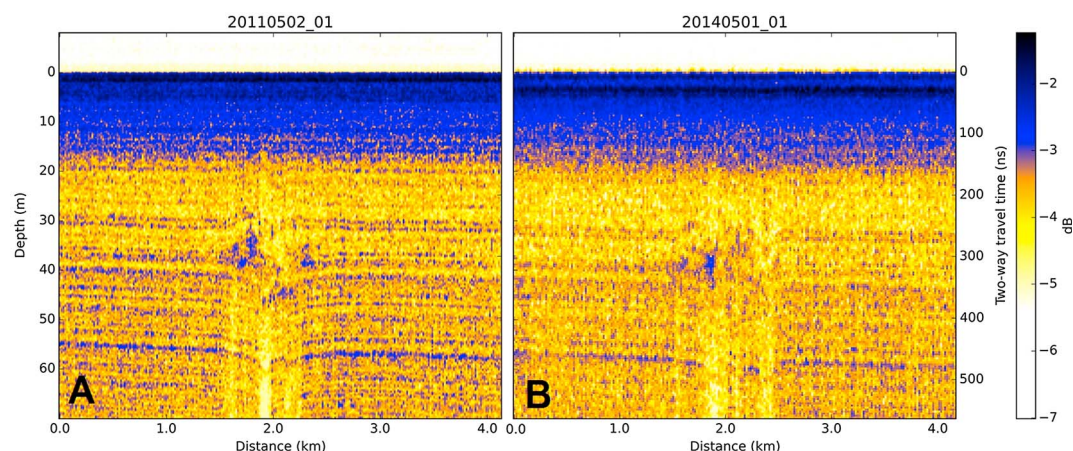 20110502_01
20140501_01
0
10
20
30
40
50
60
Depth (m)
A
0.0 1.0 2.0 3.0 4.0
Distance (km)
B
0.0 1.0 2.0 3.0 4.0
Distance (km)
0
100
200
300
400
500
Two-way travel time (ns)
−2
−3
−4
−5
−6
−7
dB